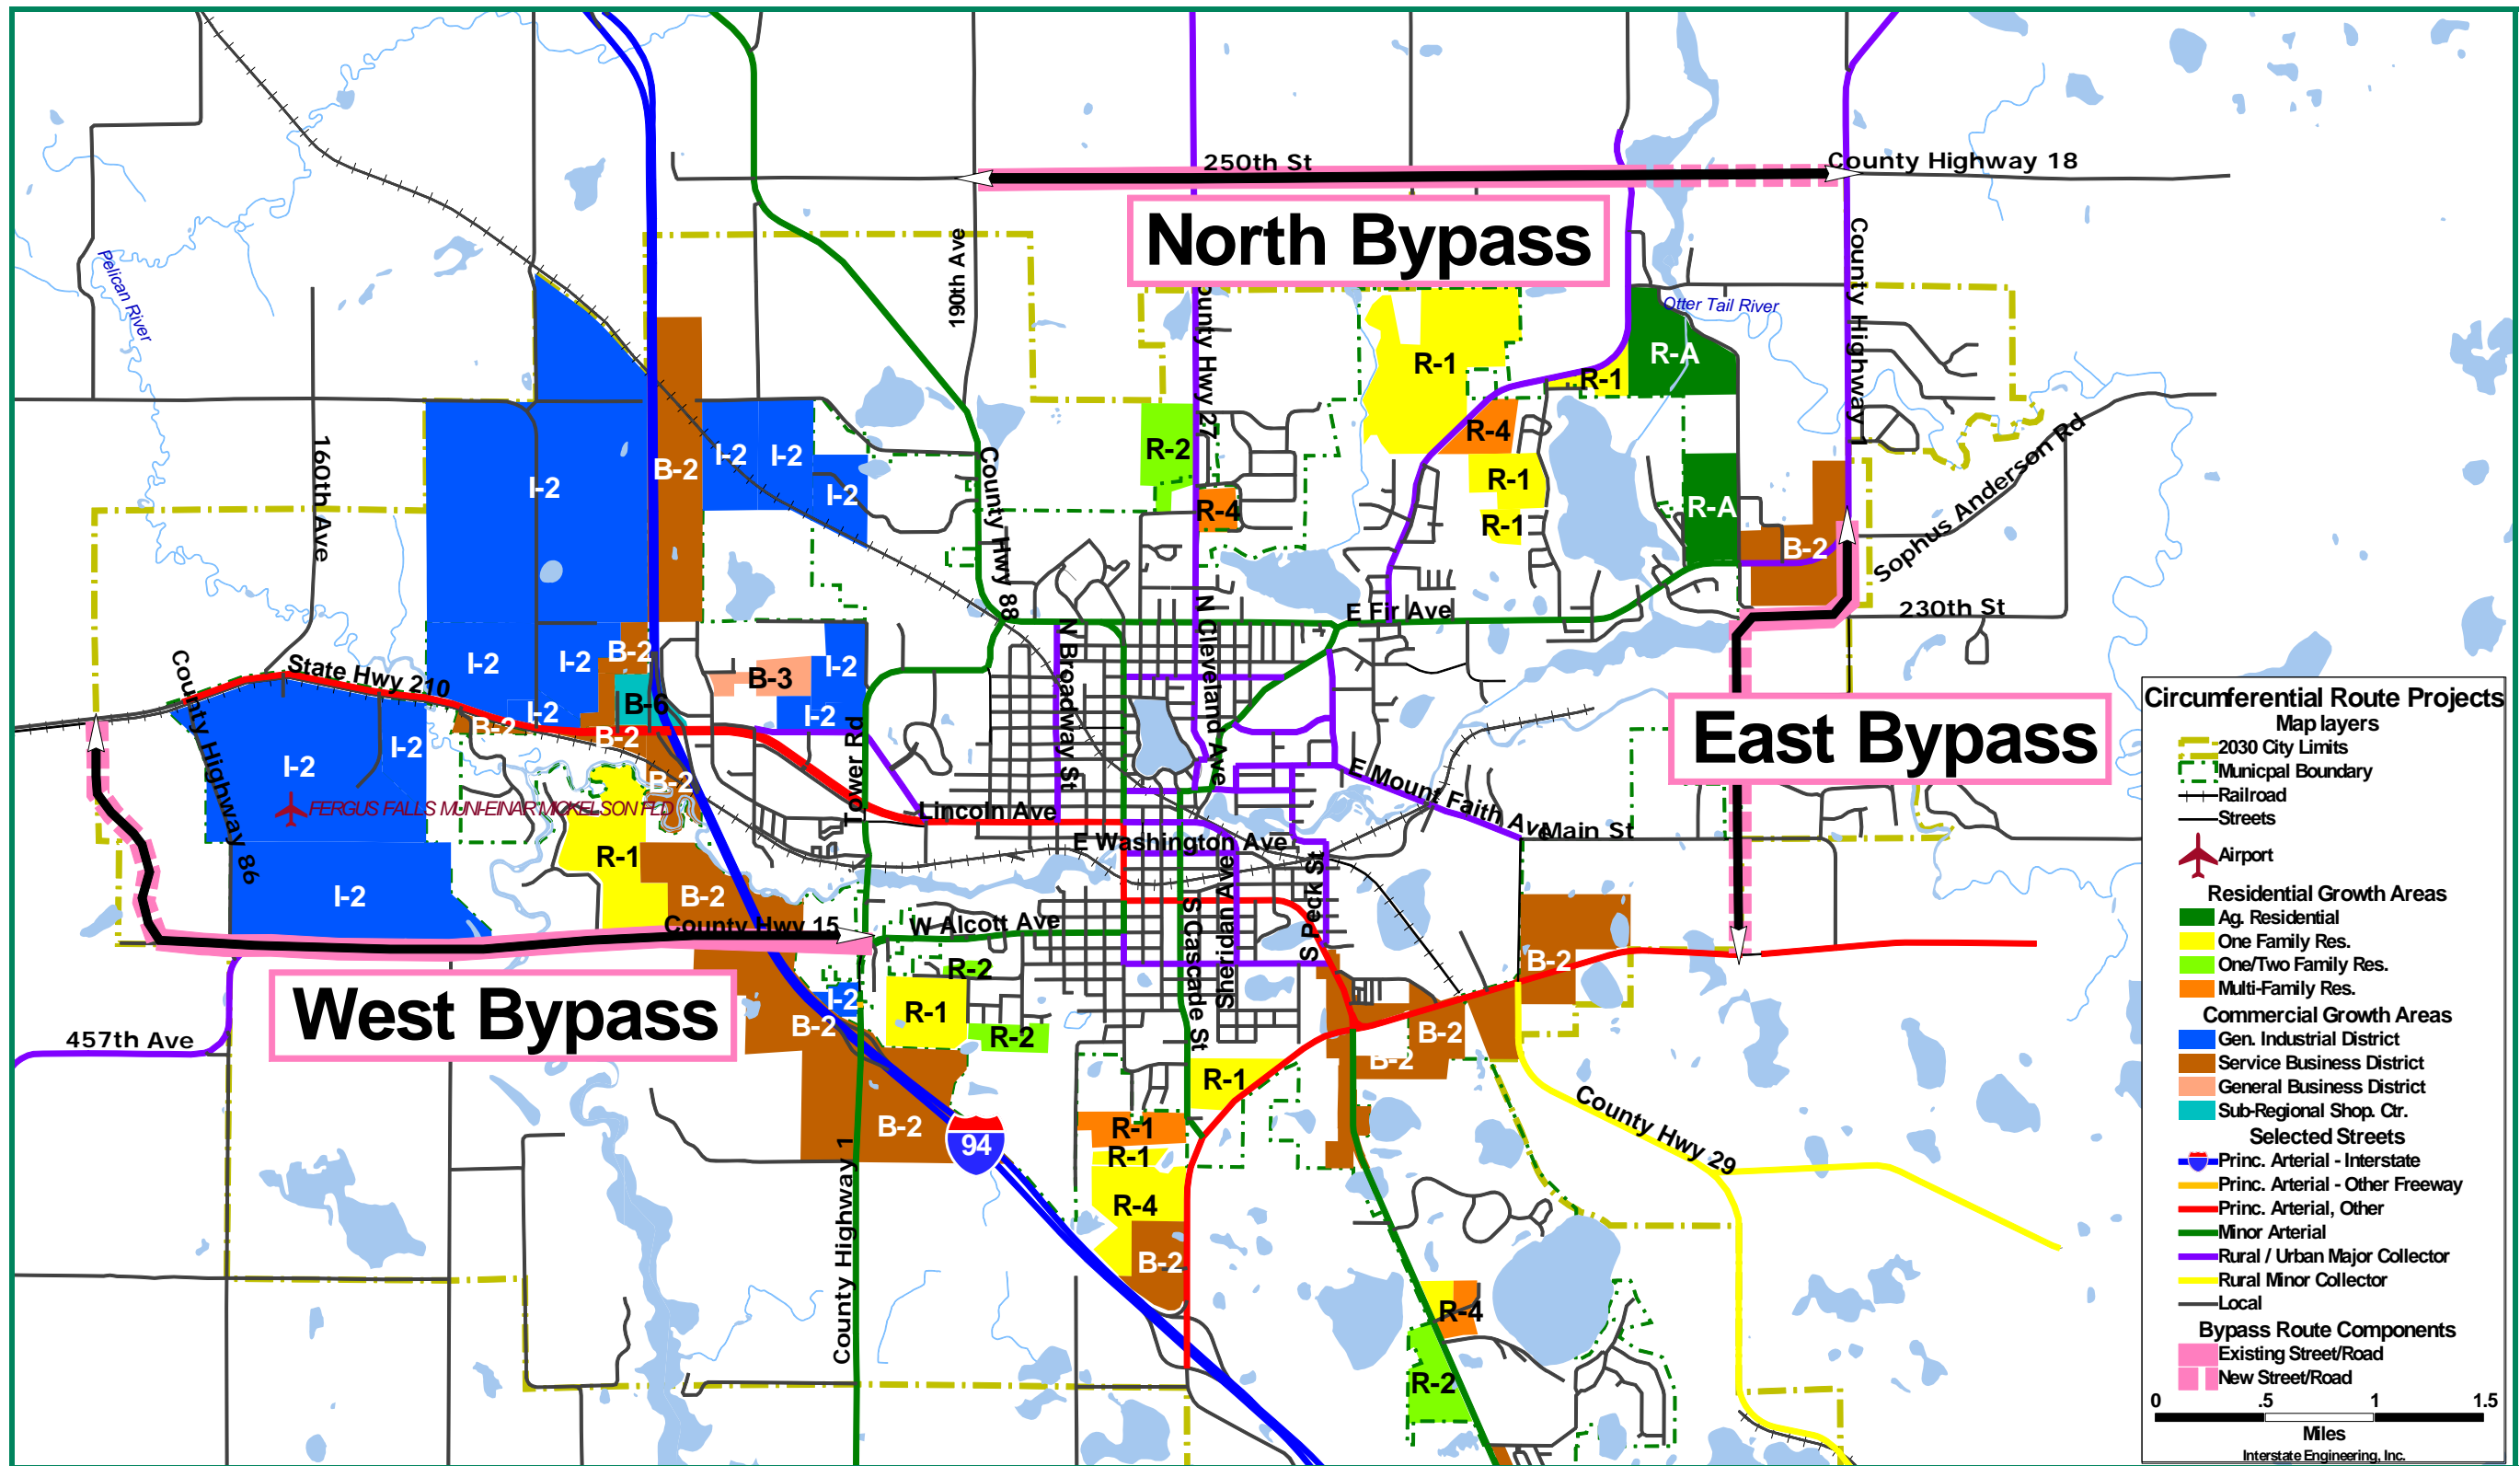 250th St
County Highway 18
North Bypass
190th Ave
Pelican River
Otter Tail River
County Highway 1
ounty Hwy 27
R-1
R-A
R-1
R-4
R-2
R-1
R-1
R-4
R-A
B-2
Sophus Anderson Rd
160th Ave
I-2
B-2
I-2
I-2
I-2
County Hwy 88
E Fir Ave
230th St
N Broadway St
N Cleveland Ave
County Highway 86
State Hwy 210
I-2
I-2
B-2
B-6
B-3
I-2
I-2
B-2
I-2
B-2
B-2
I-2
I-2
East Bypass
Tower Rd
FERGUS FALLS MUNI-EINAR MICKELSON FLD
Lincoln Ave
E Mount Faith Ave
Main St
E Washington Ave
R-1
B-2
I-2
County Hwy 15
W Alcott Ave
S Cascade St
Sheridan Ave
S Peck St
B-2
West Bypass
457th Ave
R-2
R-1
R-2
I-2
B-2
B-2
B-2
R-1
B-2
94
R-1
R-1
R-4
B-2
County Hwy 29
County Highway 1
R-4
R-2
Circumferential Route Projects
Map layers
2030 City Limits
Municpal Boundary
Railroad
Streets
Airport
Residential Growth Areas
Ag. Residential
One Family Res.
One/Two Family Res.
Multi-Family Res.
Commercial Growth Areas
Gen. Industrial District
Service Business District
General Business District
Sub-Regional Shop. Ctr.
Selected Streets
Princ. Arterial - Interstate
Princ. Arterial - Other Freeway
Princ. Arterial, Other
Minor Arterial
Rural / Urban Major Collector
Rural Minor Collector
Local
Bypass Route Components
Existing Street/Road
New Street/Road
0 .5 1 1.5
Miles
Interstate Engineering, Inc.